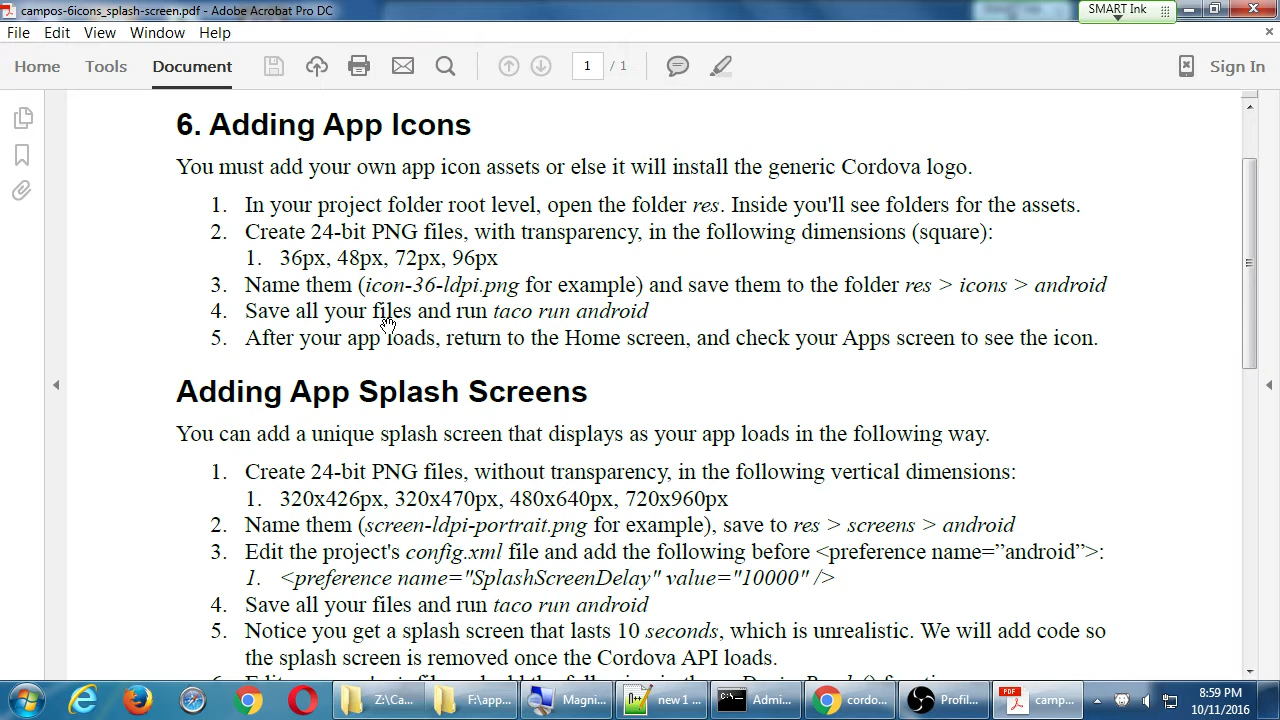 campos-6icons_splash-screen.pdf - Adobe Acrobat Pro DC
SMART Ink
File Edit View Window Help
Home Tools Document 1 / 1 Sign In
6. Adding App Icons
You must add your own app icon assets or else it will install the generic Cordova logo.
1. In your project folder root level, open the folder res. Inside you'll see folders for the assets.
2. Create 24-bit PNG files, with transparency, in the following dimensions (square):
1. 36px, 48px, 72px, 96px
3. Name them (icon-36-ldpi.png for example) and save them to the folder res > icons > android
4. Save all your files and run taco run android
5. After your app loads, return to the Home screen, and check your Apps screen to see the icon.
Adding App Splash Screens
You can add a unique splash screen that displays as your app loads in the following way.
1. Create 24-bit PNG files, without transparency, in the following vertical dimensions:
1. 320x426px, 320x470px, 480x640px, 720x960px
2. Name them (screen-ldpi-portrait.png for example), save to res > screens > android
3. Edit the project's config.xml file and add the following before <preference name=”android”>:
1. <preference name="SplashScreenDelay" value="10000" />
4. Save all your files and run taco run android
5. Notice you get a splash screen that lasts 10 seconds, which is unrealistic. We will add code so
the splash screen is removed once the Cordova API loads.
Z:\Ca... F:\app... Magni... new 1 ... Admi... cordo... Profil... PDF camp... 8:59 PM
10/11/2016